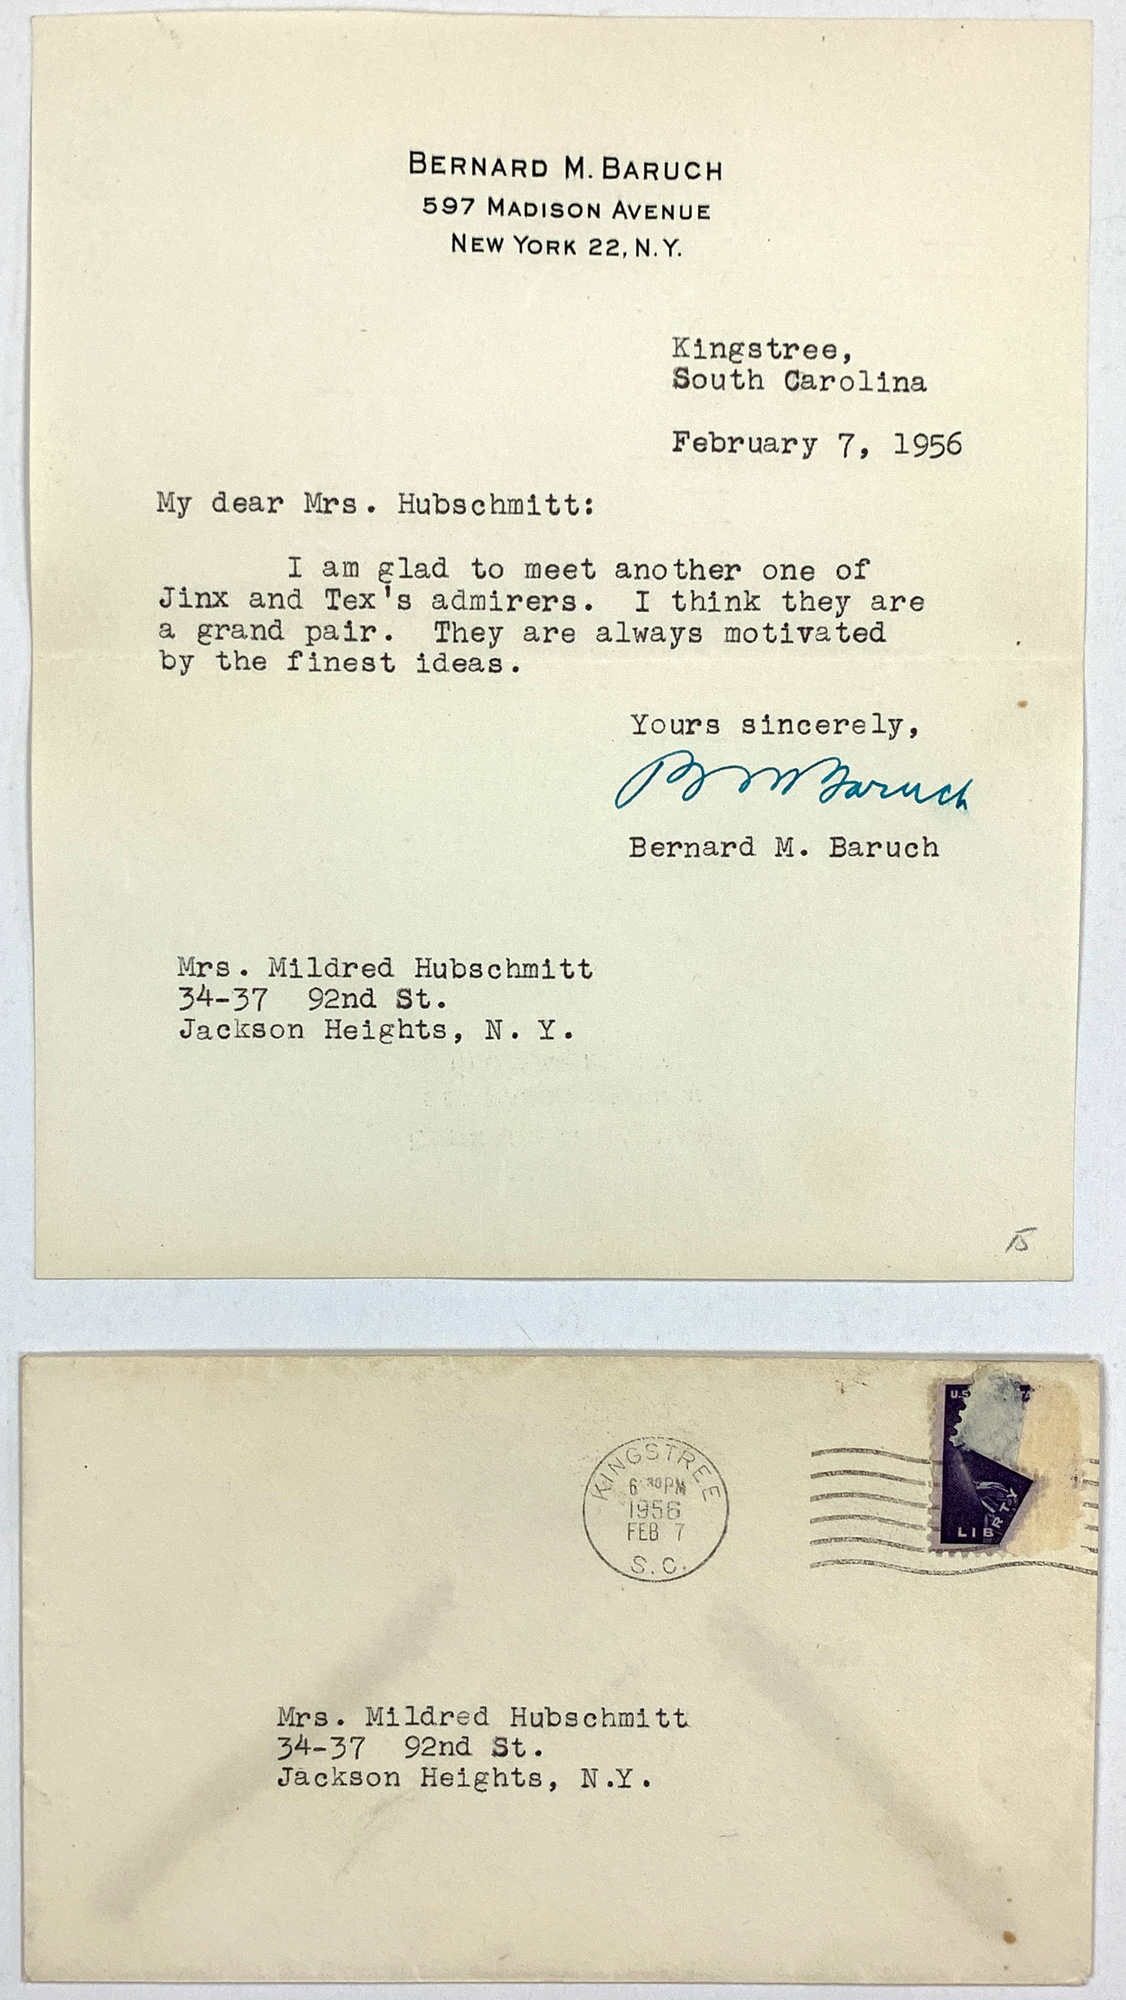 BERNARD M. BARUCH
597 MADISON AVENUE
NEW YORK 22, N.Y.
Kingstree,
South Carolina
February 7, 1956
My dear Mrs. Hubschmitt:
I am glad to meet another one of
Jinx and Tex's admirers. I think they are
a grand pair. They are always motivated
by the finest ideas.
Yours sincerely,
B M Baruch
Bernard M. Baruch
Mrs. Mildred Hubschmitt
34-37 92nd St.
Jackson Heights, N. Y.
KINGSTREE
6 30 PM
1956
FEB 7
S.C.
LIBERTY
Mrs. Mildred Hubschmitt
34-37 92nd St.
Jackson Heights, N.Y.